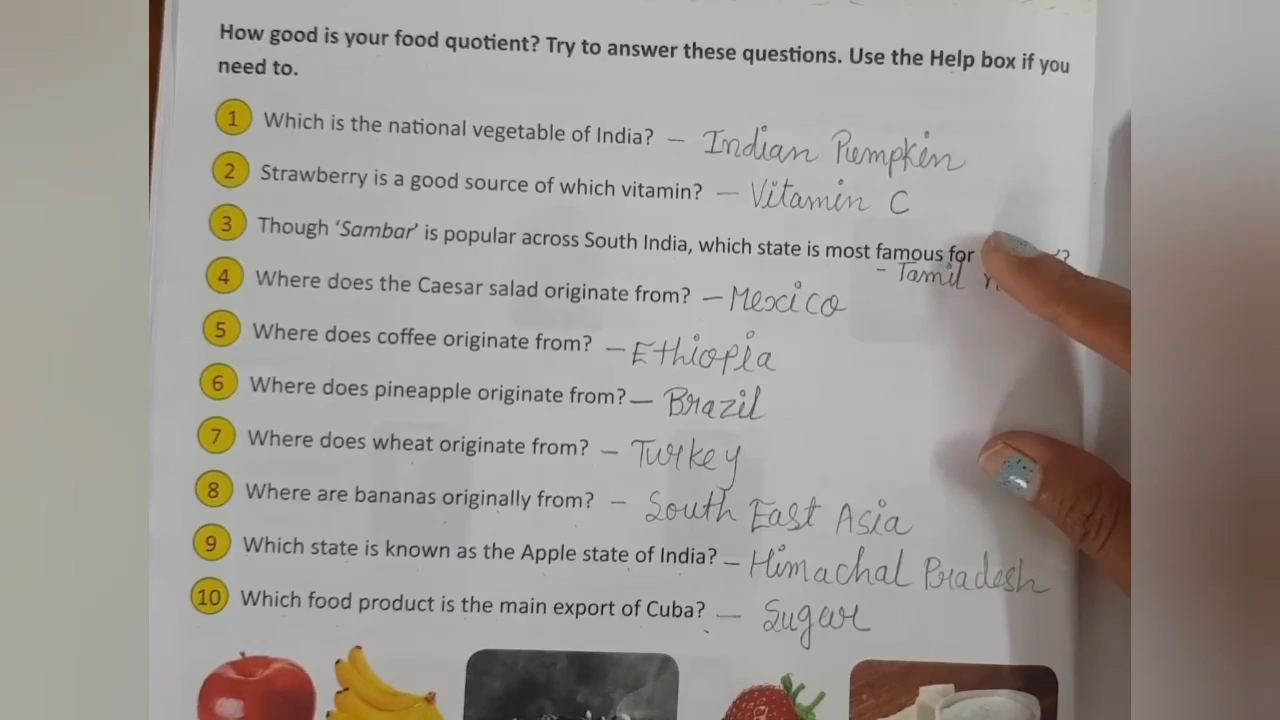 How good is your food quotient? Try to answer these questions. Use the Help box if you
need to.
1 Which is the national vegetable of India? — Indian Pumpkin
2 Strawberry is a good source of which vitamin? — Vitamin C
3 Though ‘Sambar’ is popular across South India, which state is most famous for ?
- Tamil
4 Where does the Caesar salad originate from? — Mexico
5 Where does coffee originate from? — Ethiopia
6 Where does pineapple originate from? — Brazil
7 Where does wheat originate from? — Turkey
8 Where are bananas originally from? — South East Asia
9 Which state is known as the Apple state of India? — Himachal Pradesh
10 Which food product is the main export of Cuba? — Sugar